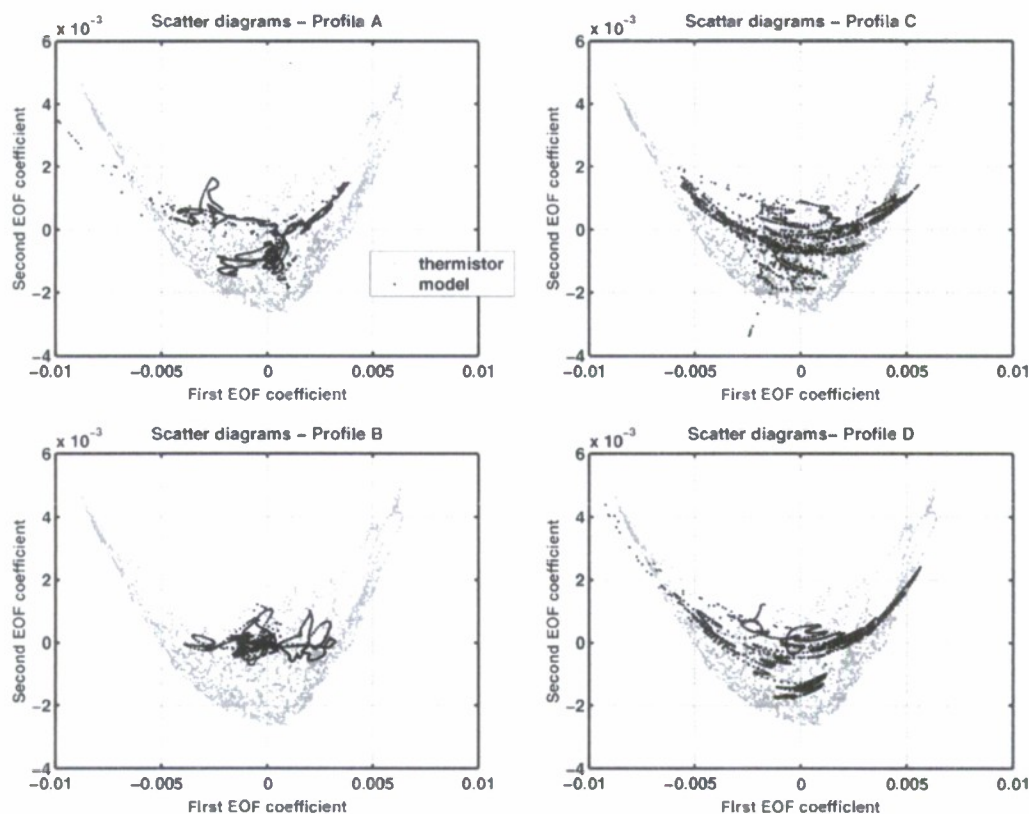 Scatter diagrams – Profila A
x 10⁻³
6
4
2
0
−2
−4
Second EOF coefficient
−0.01 −0.005 0 0.005 0.01
First EOF coefficient
thermistor
model
Scattar diagrams – Profila C
x 10⁻³
6
4
2
0
−2
−4
Second EOF coefficient
−0.01 −0.005 0 0.005 0.01
First EOF coefficient
Scatter diagrams – Profile B
x 10⁻³
6
4
2
0
−2
−4
Second EOF coefficient
−0.01 −0.005 0 0.005 0.01
First EOF coefficient
Scatter diagrams– Profile D
x 10⁻³
6
4
2
0
−2
−4
Second EOF coefficient
−0.01 −0.005 0 0.005 0.01
First EOF coefficient